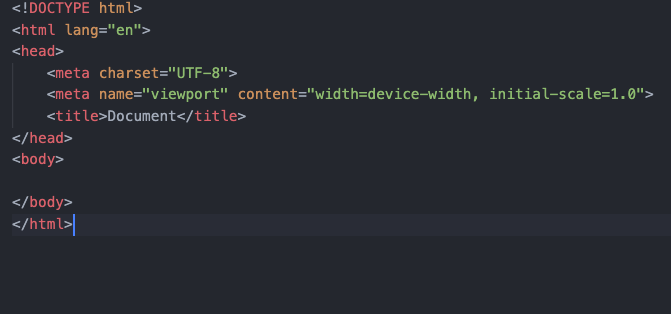 <!DOCTYPE html>
<html lang="en">
<head>
    <meta charset="UTF-8">
    <meta name="viewport" content="width=device-width, initial-scale=1.0">
    <title>Document</title>
</head>
<body>

</body>
</html>